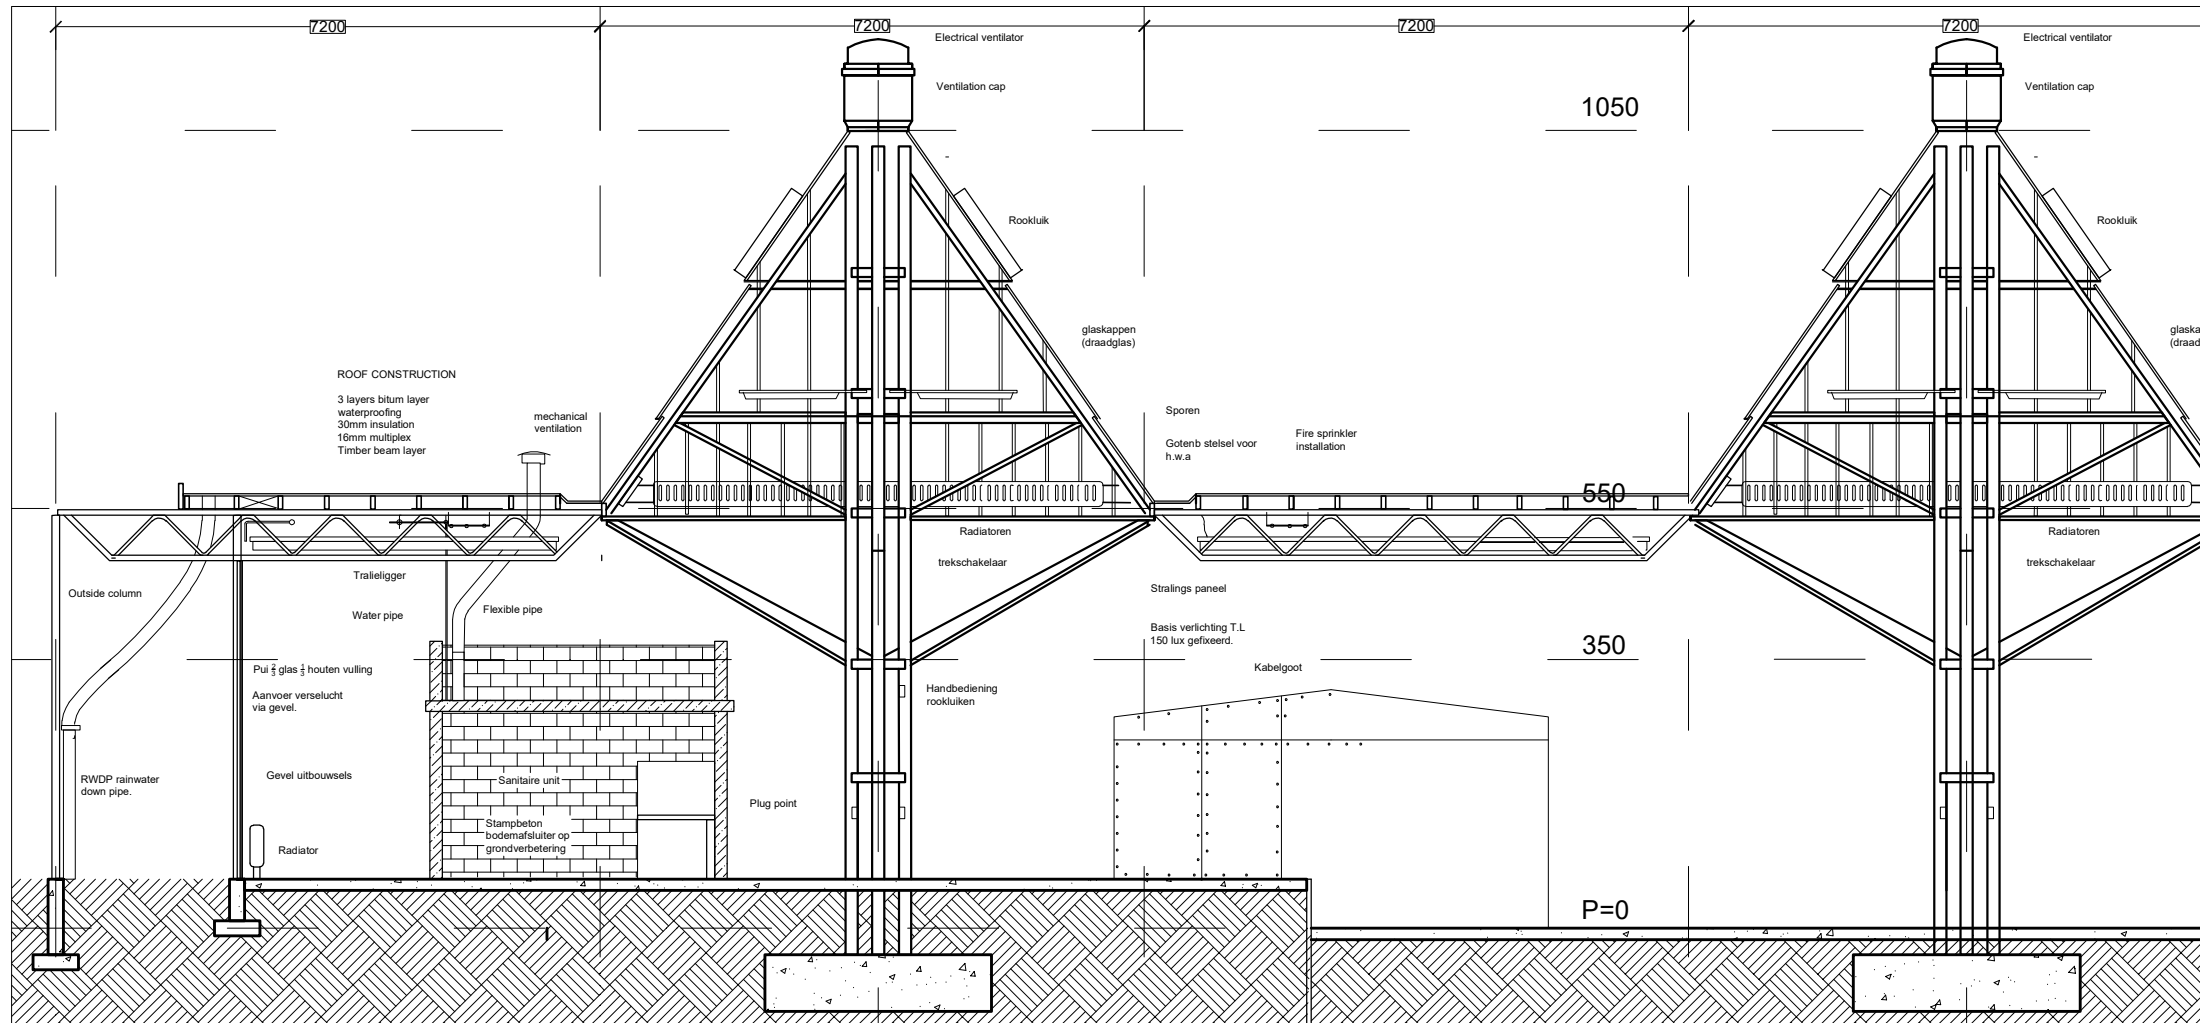 7200
7200
7200
7200
Electrical ventilator
Electrical ventilator
Ventilation cap
Ventilation cap
1050
Rookluik
Rookluik
glaskappen
(draadglas)
glaska
(draad
ROOF CONSTRUCTION
3 layers bitum layer
waterproofing
30mm insulation
16mm multiplex
Timber beam layer
mechanical
ventilation
Sporen
Gotenb stelsel voor
h.w.a
Fire sprinkler
installation
550
Radiatoren
Radiatoren
trekschakelaar
trekschakelaar
Tralieligger
Outside column
Water pipe
Flexible pipe
Stralings paneel
Basis verlichting T.L
150 lux gefixeerd.
350
Kabelgoot
Pui 2/3 glas 1/3 houten vulling
Aanvoer verselucht
via gevel.
Handbediening
rookluiken
RWDP rainwater
down pipe.
Gevel uitbouwsels
Sanitaire unit
Plug point
Stampbeton
bodemafsluiter op
grondverbetering
Radiator
P=0